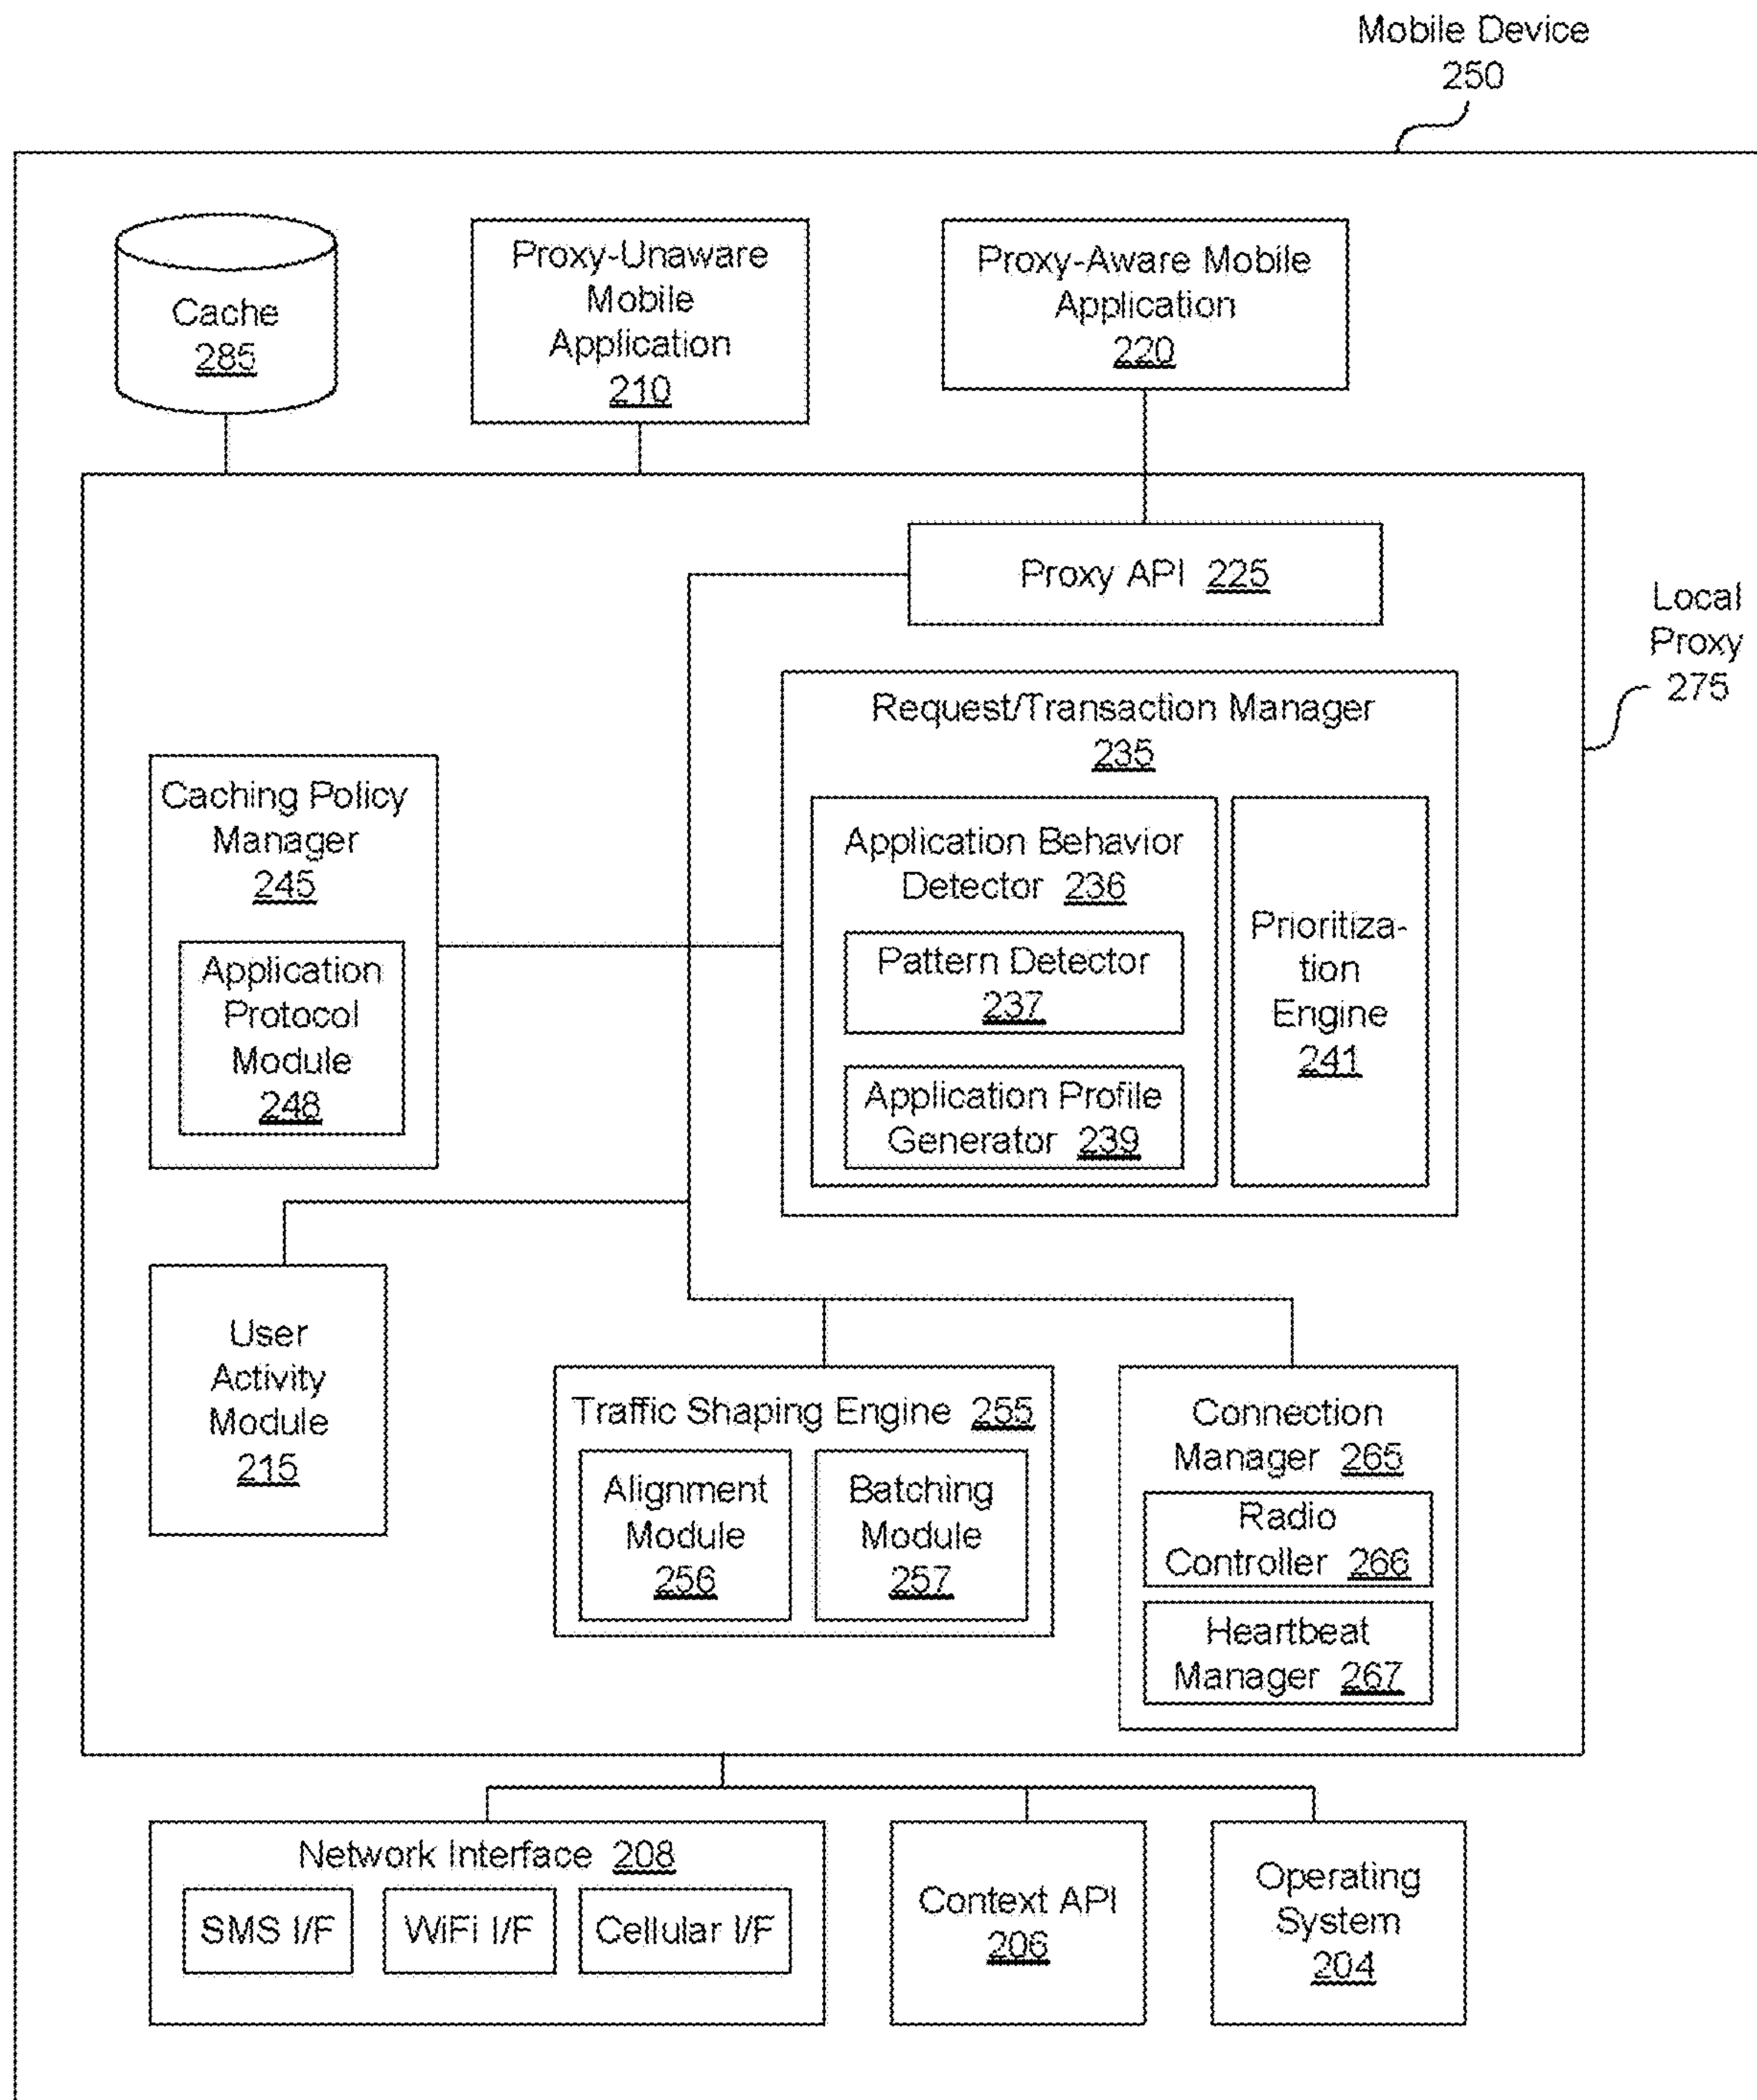 Mobile Device
250
Cache
285
Proxy-Unaware
Mobile
Application
210
Proxy-Aware Mobile
Application
220
Proxy API 225
Local
Proxy
275
Request/Transaction Manager
235
Caching Policy
Manager
245
Application
Protocol
Module
248
Application Behavior
Detector 236
Pattern Detector
237
Application Profile
Generator 239
Prioritiza-
tion
Engine
241
User
Activity
Module
215
Traffic Shaping Engine 255
Alignment
Module
256
Batching
Module
257
Connection
Manager 265
Radio
Controller 266
Heartbeat
Manager 267
Network Interface 208
SMS I/F
WiFi I/F
Cellular I/F
Context API
206
Operating
System
204